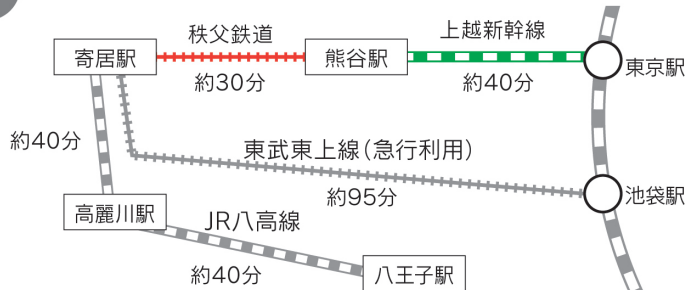 秩父鉄道
上越新幹線
寄居駅
熊谷駅
東京駅
約30分
約40分
約40分
東武東上線（急行利用）
約95分
池袋駅
高麗川駅
JR八高線
約40分
八王子駅